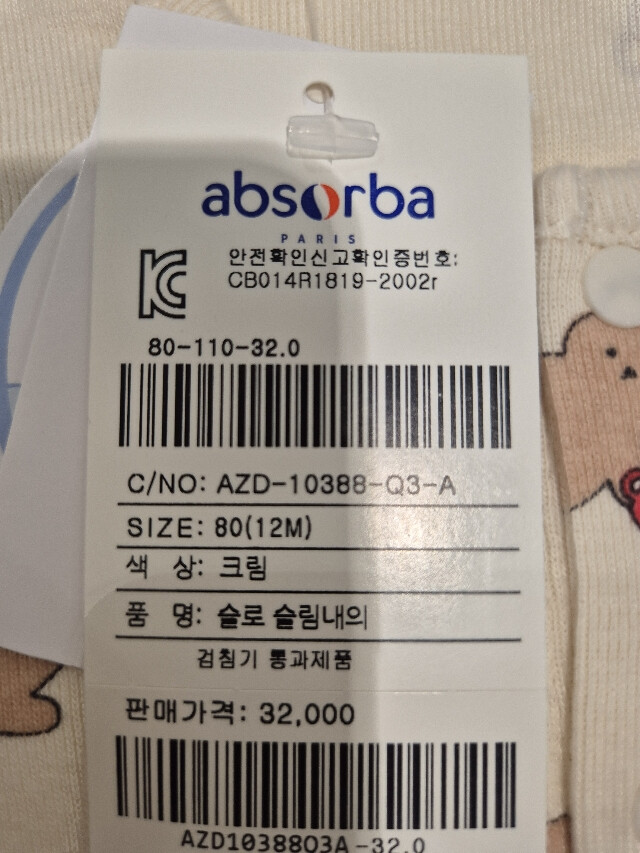 absorba
PARIS
안전확인신고확인증번호:
CB014R1819-2002r
80-110-32.0
C/NO: AZD-10388-Q3-A
SIZE: 80(12M)
색 상: 크림
품 명: 슬로 슬림내의
검침기 통과제품
판매가격: 32,000
AZD10388Q3A-32.0